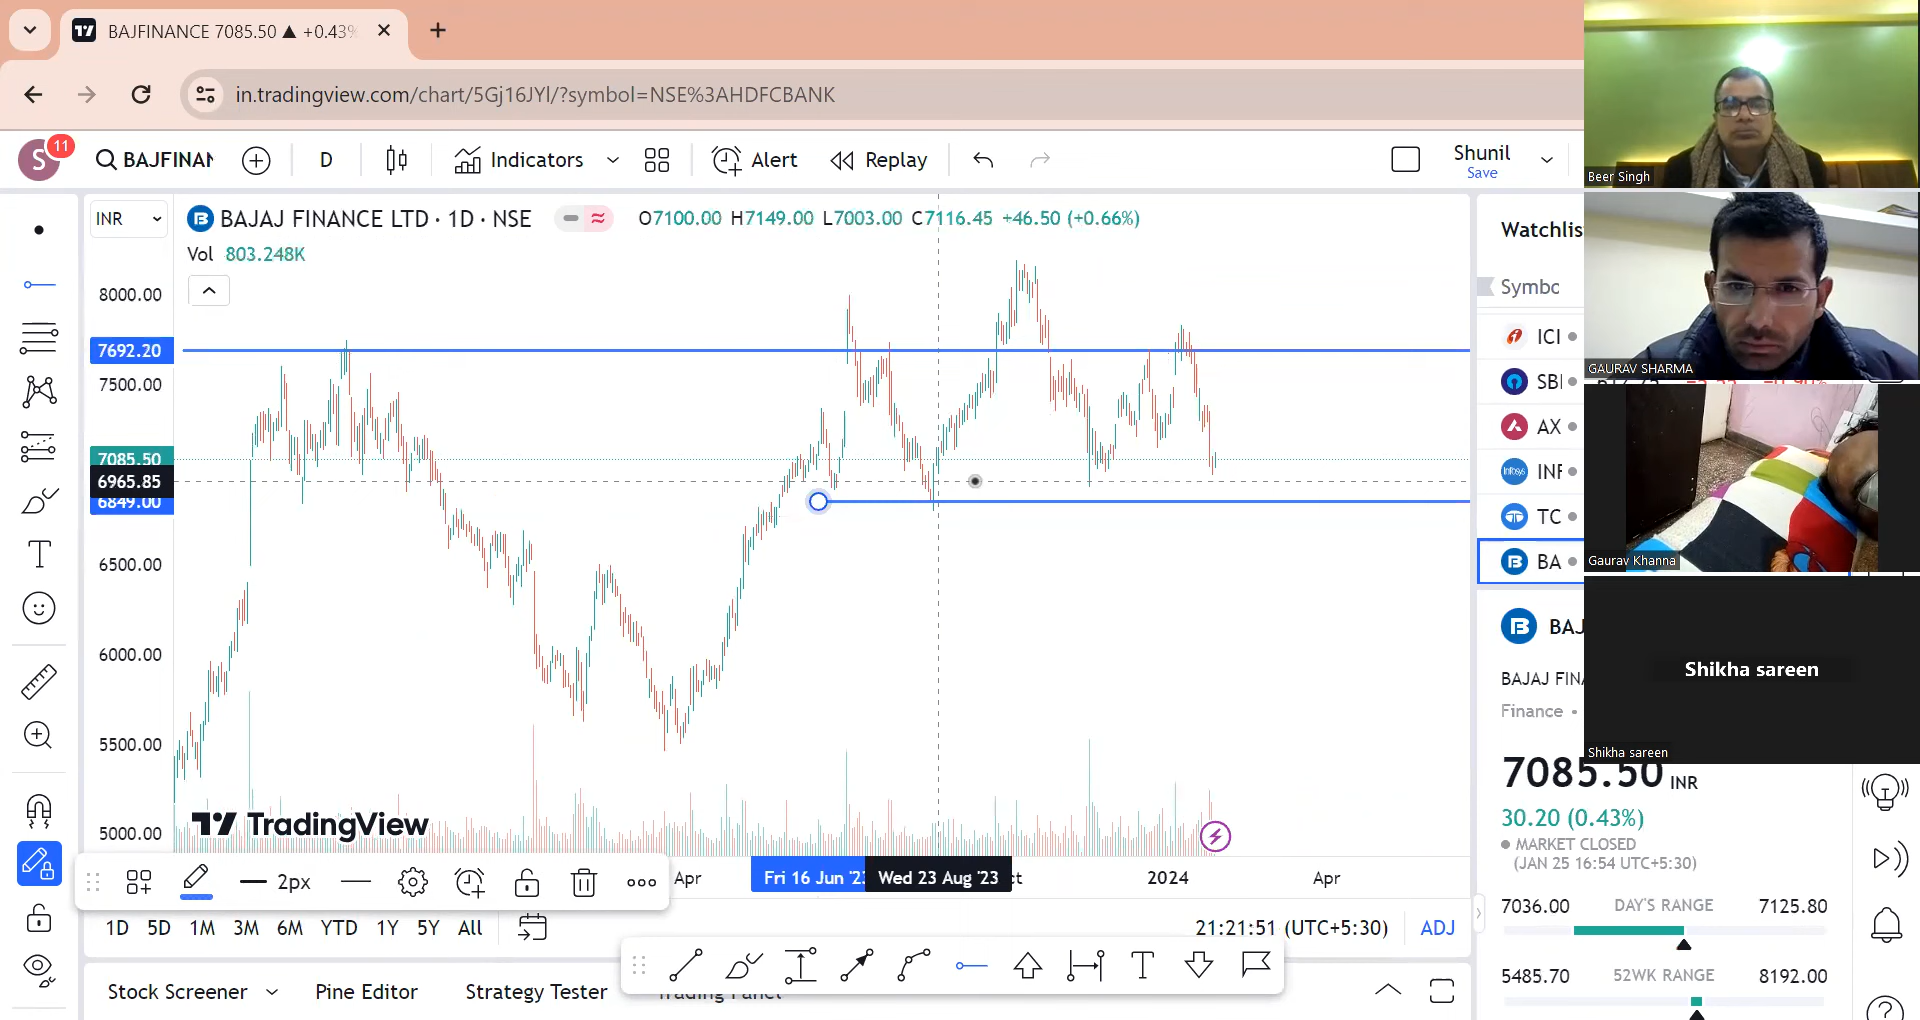 BAJFINANCE 7085.50 ▲ +0.43%
in.tradingview.com/chart/5Gj16JYl/?symbol=NSE%3AHDFCBANK
S
11
BAJFINAN
D
Indicators
Alert
Replay
Shunil
Save
INR
BAJAJ FINANCE LTD · 1D · NSE
O7100.00 H7149.00 L7003.00 C7116.45 +46.50 (+0.66%)
Vol 803.248K
8000.00
7692.20
7500.00
7085.50
6965.85
6849.00
6500.00
6000.00
5500.00
5000.00
TradingView
2px
Apr
Fri 16 Jun '23
Wed 23 Aug '23
ct
2024
Apr
1D 5D 1M 3M 6M YTD 1Y 5Y All
21:21:51 (UTC+5:30)
ADJ
Stock Screener
Pine Editor
Strategy Tester
Trading Panel
Watchlis
Symbo
ICI
SBI
AX
INF
TC
BA
BAJ
BAJAJ FINA
Finance •
7085.50 INR
30.20 (0.43%)
MARKET CLOSED
(JAN 25 16:54 UTC+5:30)
7036.00 DAY'S RANGE 7125.80
5485.70 52WK RANGE 8192.00
Beer Singh
GAURAV SHARMA
Gaurav Khanna
Shikha sareen
Shikha sareen